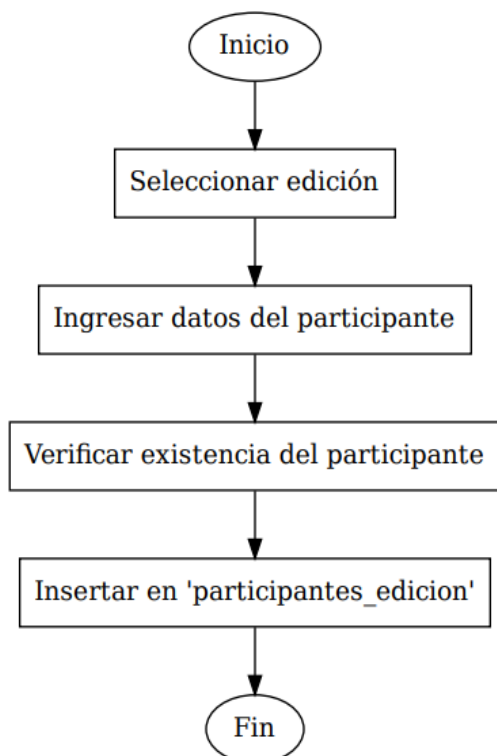 Inicio
Seleccionar edición
Ingresar datos del participante
Verificar existencia del participante
Insertar en 'participantes_edicion'
Fin